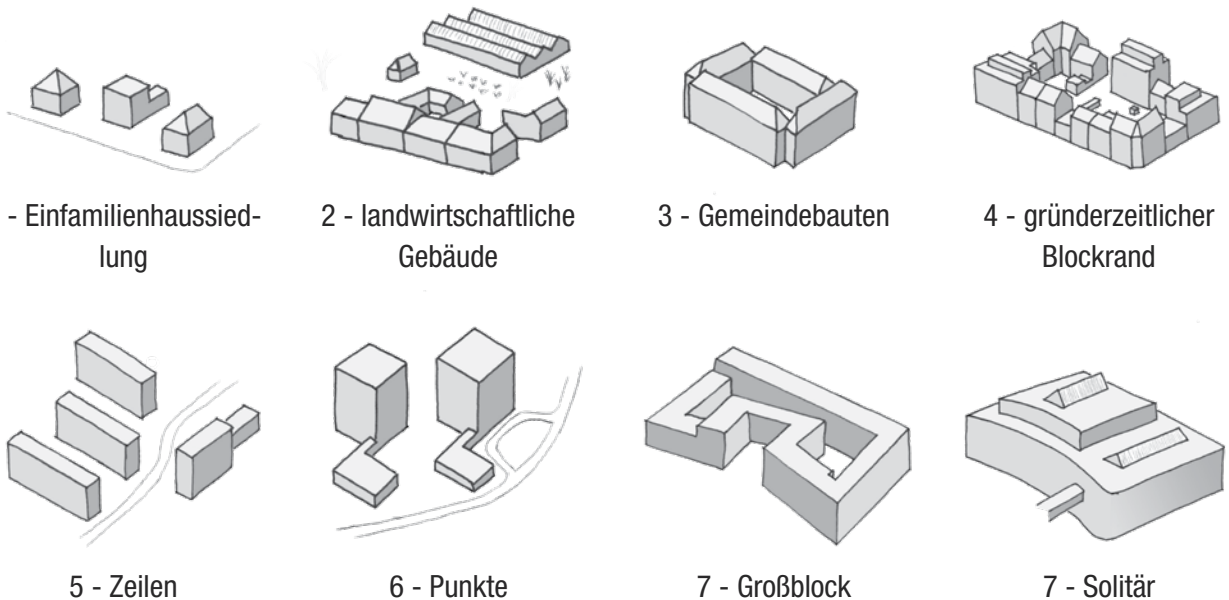 - Einfamilienhaussied-
lung
2 - landwirtschaftliche
Gebäude
3 - Gemeindebauten
4 - gründerzeitlicher
Blockrand
5 - Zeilen
6 - Punkte
7 - Großblock
7 - Solitär